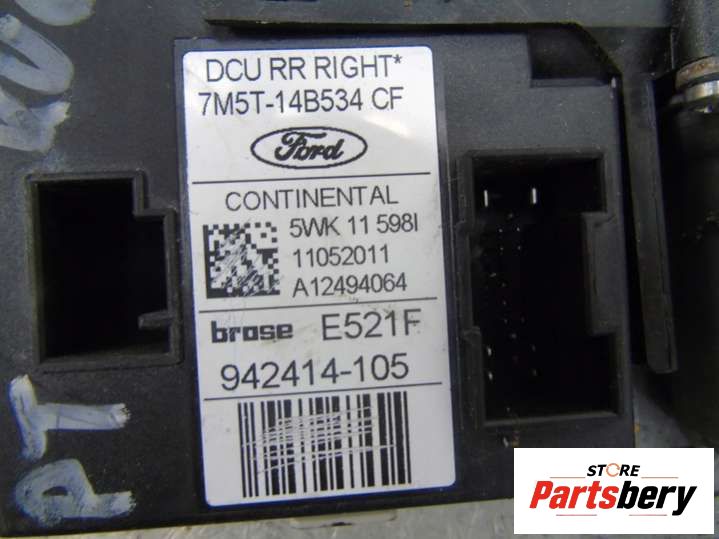 DCU RR RIGHT*
7M5T-14B534 CF
Ford
CONTINENTAL
5WK 11 598I
11052011
A12494064
brose E521F
942414-105
PT
STORE
Partsbery